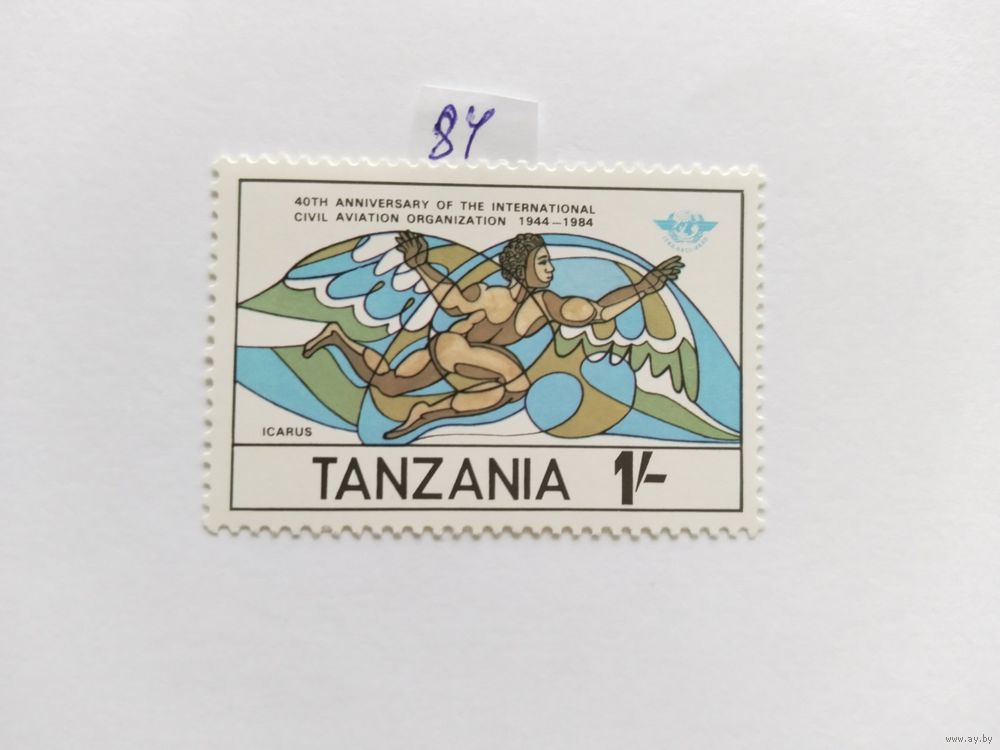 84
40TH ANNIVERSARY OF THE INTERNATIONAL
CIVIL AVIATION ORGANIZATION 1944–1984
ICARUS
TANZANIA 1/-
www.ay.by